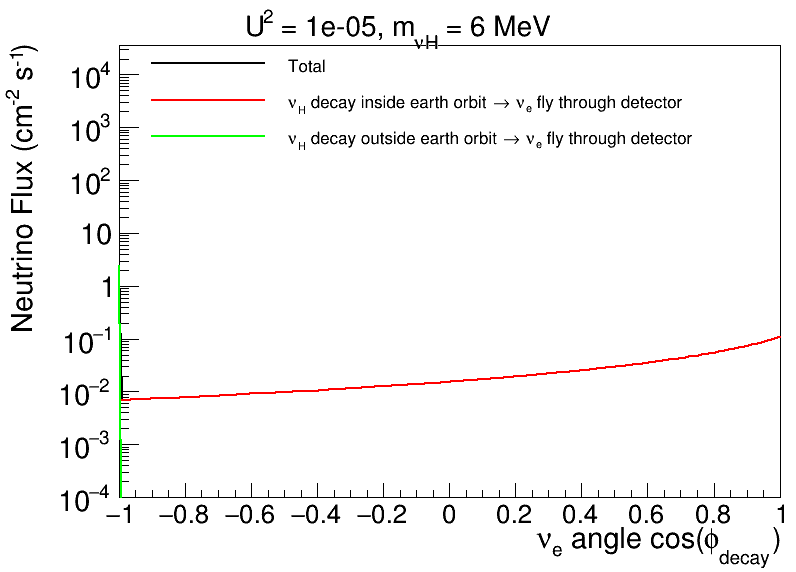 U² = 1e-05, m_νH = 6 MeV
Total
ν_H decay inside earth orbit → ν_e fly through detector
ν_H decay outside earth orbit → ν_e fly through detector
Neutrino Flux (cm⁻² s⁻¹)
10⁴
10³
10²
10
1
10⁻¹
10⁻²
10⁻³
10⁻⁴
−1 −0.8 −0.6 −0.4 −0.2 0 0.2 0.4 0.6 0.8 1
ν_e angle cos(ϕ_decay)